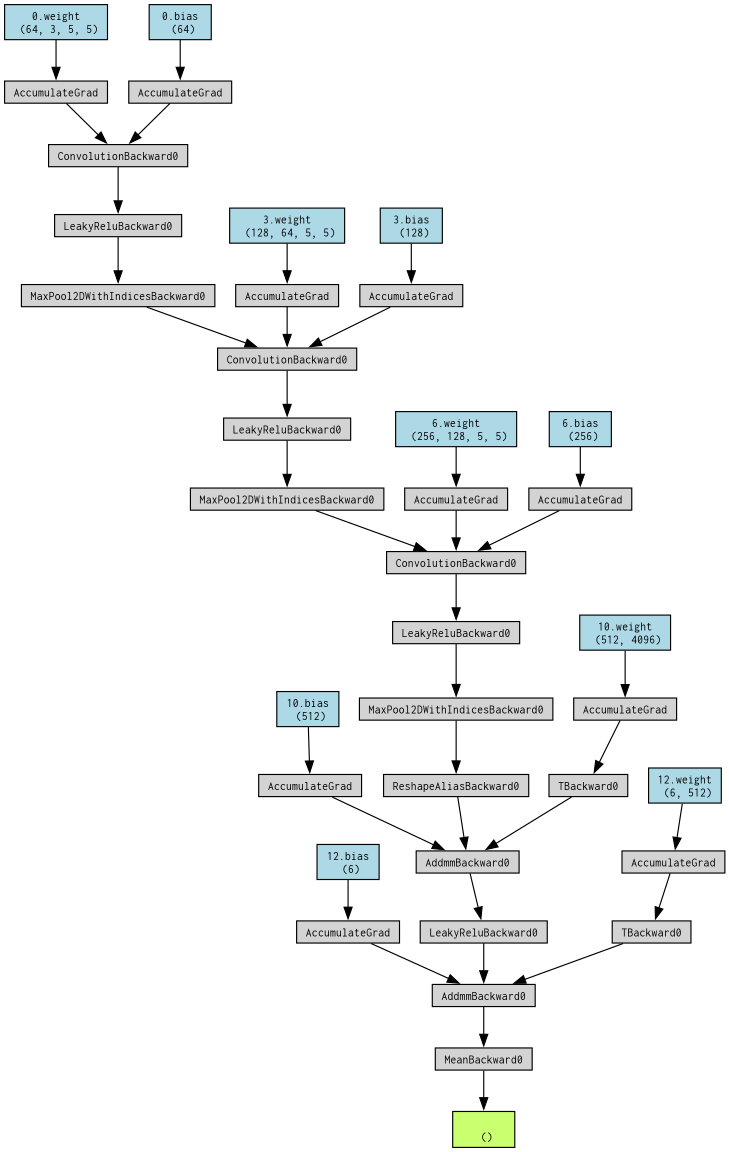 0.weight
(64, 3, 5, 5)
0.bias
(64)
AccumulateGrad
AccumulateGrad
ConvolutionBackward0
LeakyReluBackward0
3.weight
(128, 64, 5, 5)
3.bias
(128)
MaxPool2DWithIndicesBackward0
AccumulateGrad
AccumulateGrad
ConvolutionBackward0
LeakyReluBackward0
6.weight
(256, 128, 5, 5)
6.bias
(256)
MaxPool2DWithIndicesBackward0
AccumulateGrad
AccumulateGrad
ConvolutionBackward0
LeakyReluBackward0
10.weight
(512, 4096)
10.bias
(512)
MaxPool2DWithIndicesBackward0
AccumulateGrad
AccumulateGrad
ReshapeAliasBackward0
TBackward0
12.weight
(6, 512)
12.bias
(6)
AddmmBackward0
AccumulateGrad
AccumulateGrad
LeakyReluBackward0
TBackward0
AddmmBackward0
MeanBackward0
()